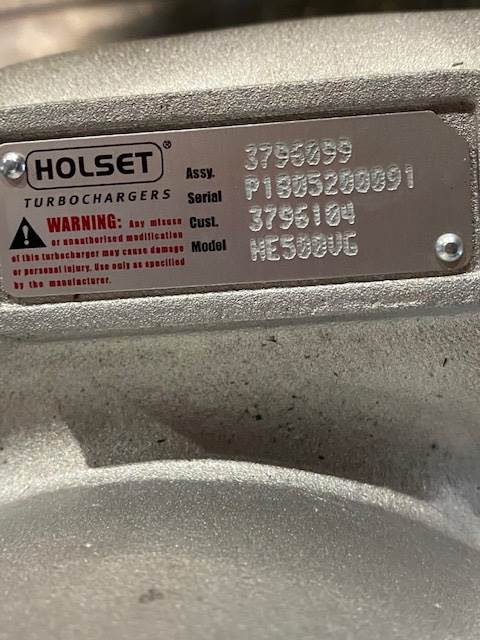 HOLSET®
TURBOCHARGERS
WARNING: Any misuse
or unauthorised modification
of this turbocharger may cause damage
or personal injury. Use only as specified
by the manufacturer.
Assy. 3795099
Serial P1805200091
Cust. 3796104
Model HE500VG